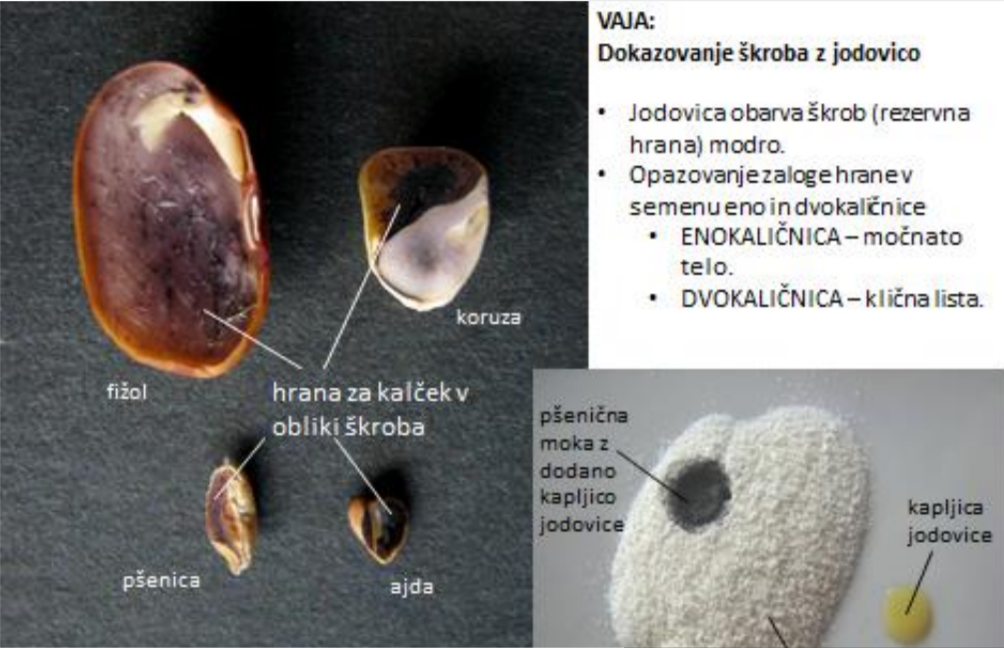 VAJA:
Dokazovanje škroba z jodovico
• Jodovica obarva škrob (rezervna
hrana) modro.
• Opazovanje zaloge hrane v
semenu eno in dvokaličnice
• ENOKALIČNICA – močnato
telo.
• DVOKALIČNICA – klična lista.
koruza
fižol
hrana za kalček v
obliki škroba
pšenica
ajda
pšenična
moka z
dodano
kapljico
jodovice
kapljica
jodovice